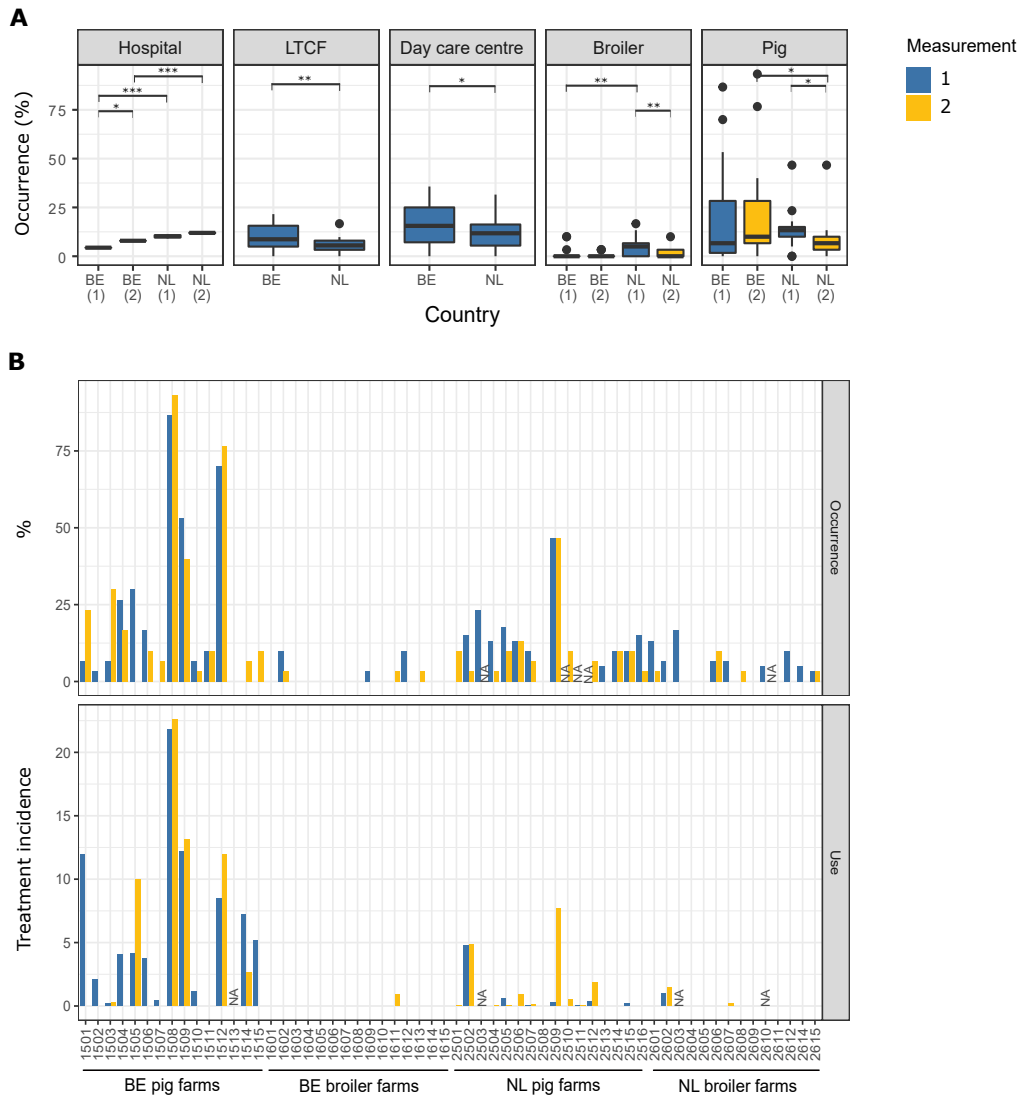 A
Hospital
LTCF
Day care centre
Broiler
Pig
Measurement
1
2
Occurrence (%)
75
50
25
0
***
***
*
**
*
**
**
*
*
BE (1)
BE (2)
NL (1)
NL (2)
BE
NL
BE
NL
BE (1)
BE (2)
NL (1)
NL (2)
BE (1)
BE (2)
NL (1)
NL (2)
Country
B
%
75
50
25
0
NA
NA
NA
NA
NA
Occurrence
Treatment incidence
20
15
10
5
0
NA
NA
NA
NA
Use
1501
1502
1503
1504
1505
1506
1507
1508
1509
1510
1511
1512
1513
1514
1515
1601
1602
1603
1604
1605
1606
1607
1608
1609
1610
1611
1612
1613
1614
1615
2501
2502
2503
2504
2505
2506
2507
2508
2509
2510
2511
2512
2513
2514
2515
2516
2601
2602
2603
2604
2605
2606
2607
2608
2609
2610
2611
2612
2614
2615
BE pig farms
BE broiler farms
NL pig farms
NL broiler farms